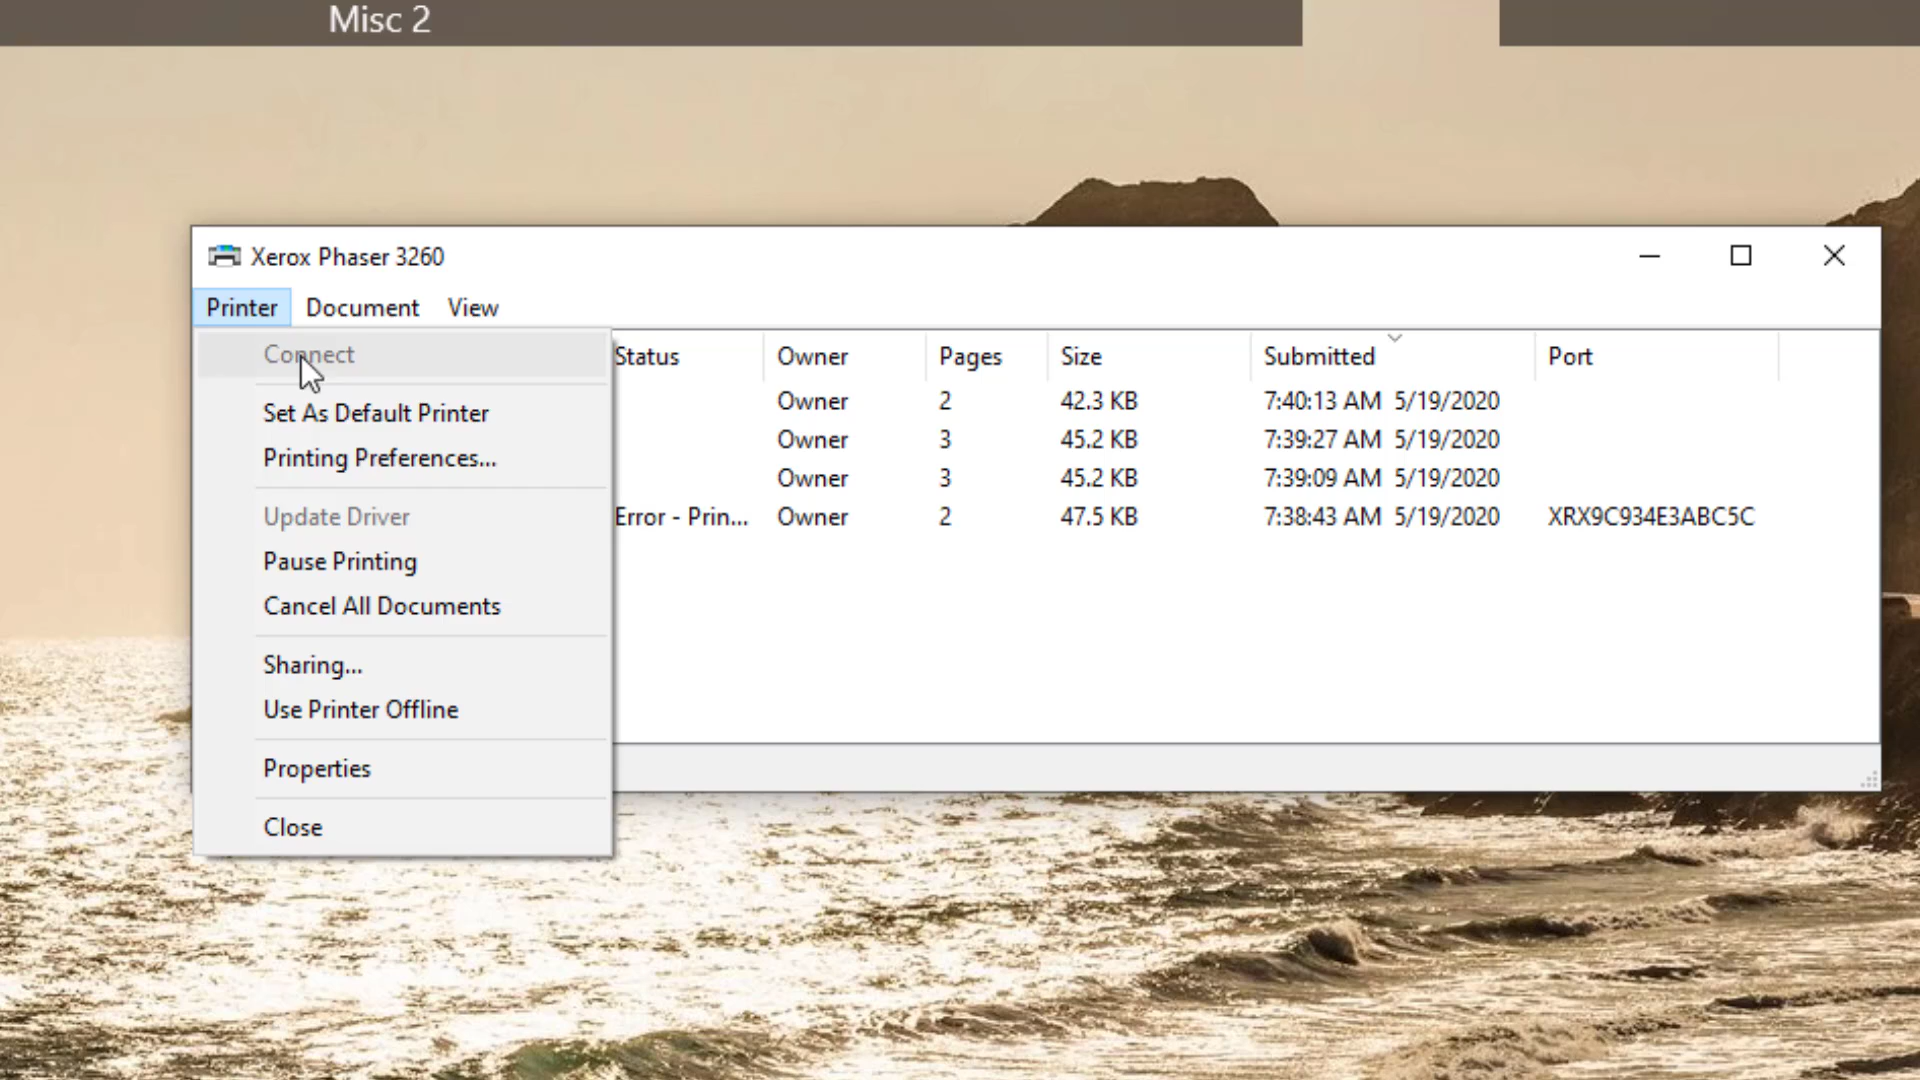 Misc 2
Xerox Phaser 3260
Printer Document View
Connect
Set As Default Printer
Printing Preferences...
Update Driver
Pause Printing
Cancel All Documents
Sharing...
Use Printer Offline
Properties
Close
Status Owner Pages Size Submitted Port
Owner 2 42.3 KB 7:40:13 AM 5/19/2020
Owner 3 45.2 KB 7:39:27 AM 5/19/2020
Owner 3 45.2 KB 7:39:09 AM 5/19/2020
Error - Prin... Owner 2 47.5 KB 7:38:43 AM 5/19/2020 XRX9C934E3ABC5C